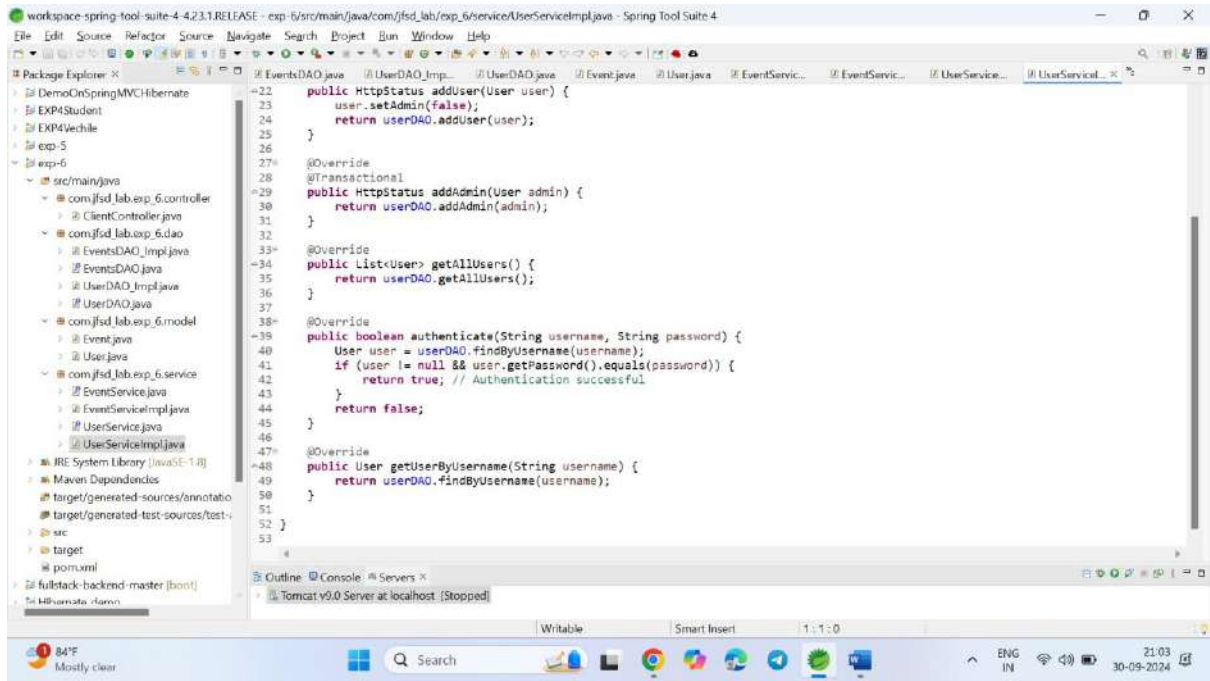 workspace-spring-tool-suite-4-4.23.1.RELEASE - exp-6/src/main/java/com/jfsd_lab/exp_6/service/UserServiceImpl.java - Spring Tool Suite 4
File Edit Source Refactor Source Navigate Search Project Run Window Help
Package Explorer
EventsDAO.java UserDAO_Imp... UserDAO.java Event.java User.java EventServic... EventServic... UserService... UserServiceI...
DemoOnSpringMVCHibernate
EXP4Student
EXP4Vechile
exp-5
exp-6
src/main/java
com.jfsd_lab.exp_6.controller
ClientController.java
com.jfsd_lab.exp_6.dao
EventsDAO_Impl.java
EventsDAO.java
UserDAO_Impl.java
UserDAO.java
com.jfsd_lab.exp_6.model
Event.java
User.java
com.jfsd_lab.exp_6.service
EventService.java
EventServiceImpl.java
UserService.java
UserServiceImpl.java
JRE System Library [JavaSE-1.8]
Maven Dependencies
target/generated-sources/annotatio
target/generated-test-sources/test-
src
target
pom.xml
fullstack-backend-master [boot]
Hibernate demo
22 public HttpStatus addUser(User user) {
23 user.setAdmin(false);
24 return userDAO.addUser(user);
25 }
26
27 @Override
28 @Transactional
29 public HttpStatus addAdmin(User admin) {
30 return userDAO.addAdmin(admin);
31 }
32
33 @Override
34 public List<User> getAllUsers() {
35 return userDAO.getAllUsers();
36 }
37
38 @Override
39 public boolean authenticate(String username, String password) {
40 User user = userDAO.findByUsername(username);
41 if (user != null && user.getPassword().equals(password)) {
42 return true; // Authentication successful
43 }
44 return false;
45 }
46
47 @Override
48 public User getUserByUsername(String username) {
49 return userDAO.findByUsername(username);
50 }
51
52 }
53
Outline Console Servers
Tomcat v9.0 Server at localhost [Stopped]
Writable Smart Insert 1:1:0
84°F
Mostly clear
Search
ENG
IN
21:03
30-09-2024